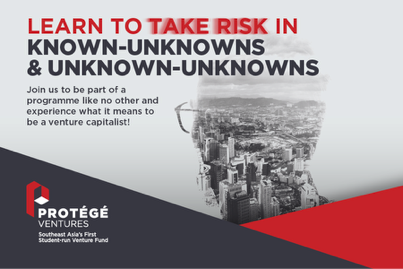 LEARN TO TAKE RISK IN
KNOWN-UNKNOWNS
& UNKNOWN-UNKNOWNS
Join us to be part of a
programme like no other and
experience what it means to
be a venture capitalist!
PROTÉGÉ
VENTURES
Southeast Asia's First
Student-run Venture Fund